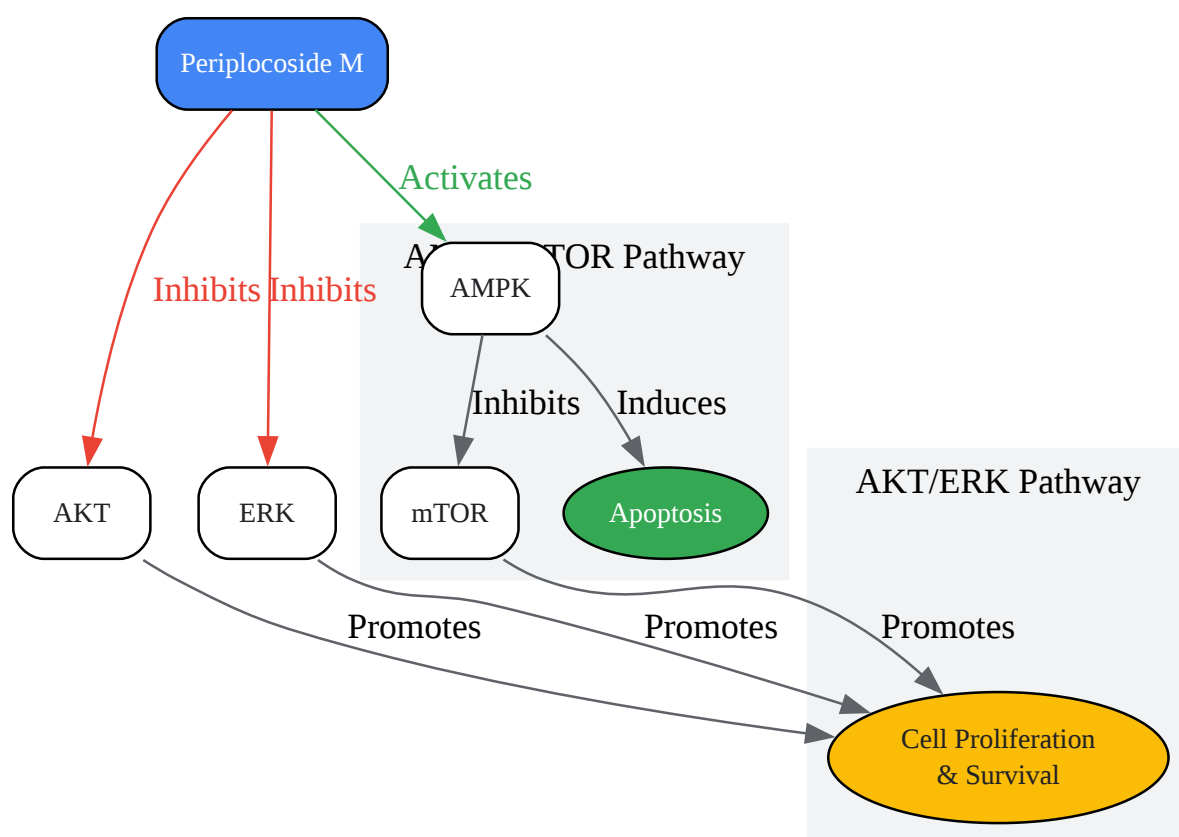 Periplocoside M
Activates
TOR Pathway
AMPK
Inhibits
Inhibits
Inhibits
Induces
AKT
ERK
mTOR
Apoptosis
AKT/ERK Pathway
Promotes
Promotes
Promotes
Cell Proliferation
& Survival